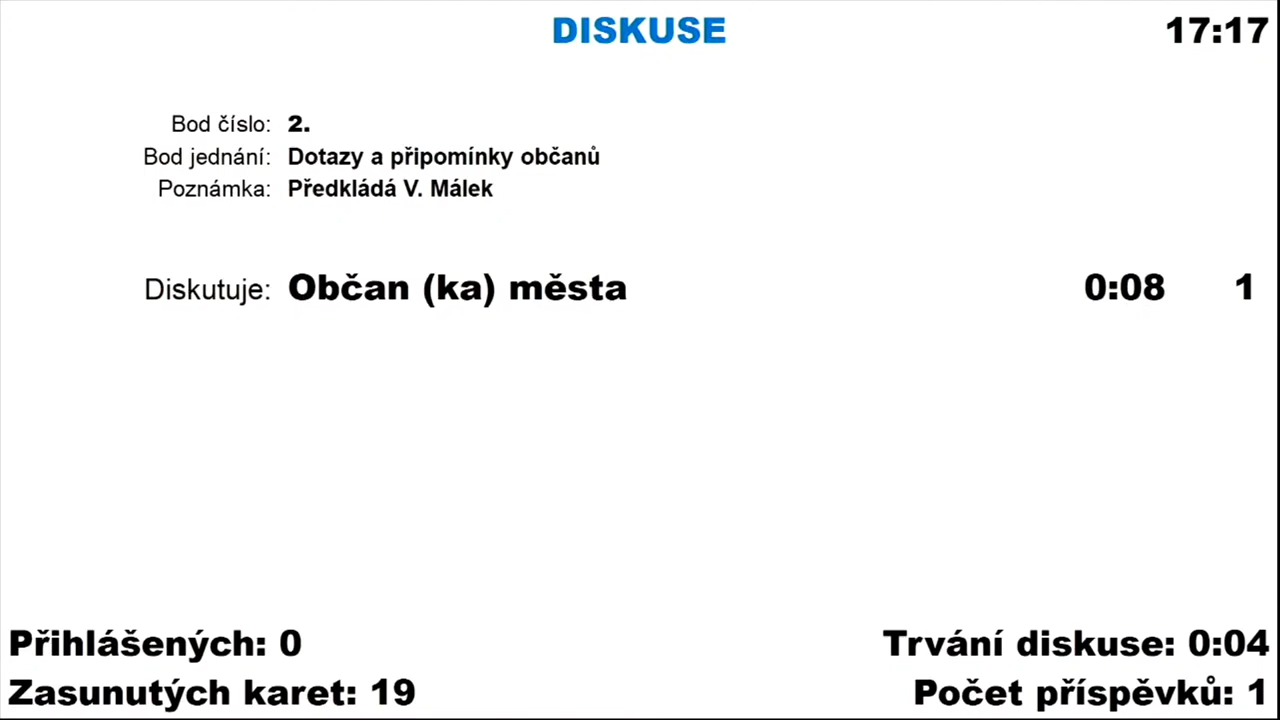 DISKUSE 17:17
Bod číslo: 2.
Bod jednání: Dotazy a připomínky občanů
Poznámka: Předkládá V. Málek
Diskutuje: Občan (ka) města 0:08 1
Přihlášených: 0 Trvání diskuse: 0:04
Zasunutých karet: 19 Počet příspěvků: 1